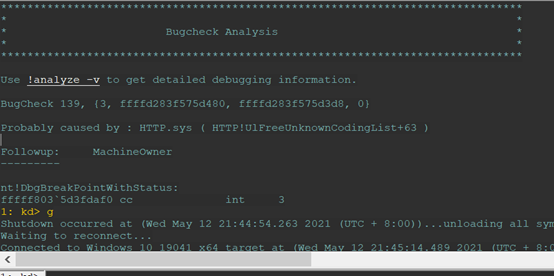 *******************************************************************************
*                                                                             *
*                        Bugcheck Analysis                                    *
*                                                                             *
*******************************************************************************
Use !analyze -v to get detailed debugging information.
BugCheck 139, {3, ffffd283f575d480, ffffd283f575d3d8, 0}
Probably caused by : HTTP.sys ( HTTP!UlFreeUnknownCodingList+63 )
Followup:     MachineOwner
---------
nt!DbgBreakPointWithStatus:
fffff803`5d3fdaf0 cc              int     3
1: kd> g
Shutdown occurred at (Wed May 12 21:44:54.263 2021 (UTC + 8:00))...unloading all sym
Waiting to reconnect...
Connected to Windows 10 19041 x64 target at (Wed May 12 21:45:14.489 2021 (UTC + 8:0
1: kd>